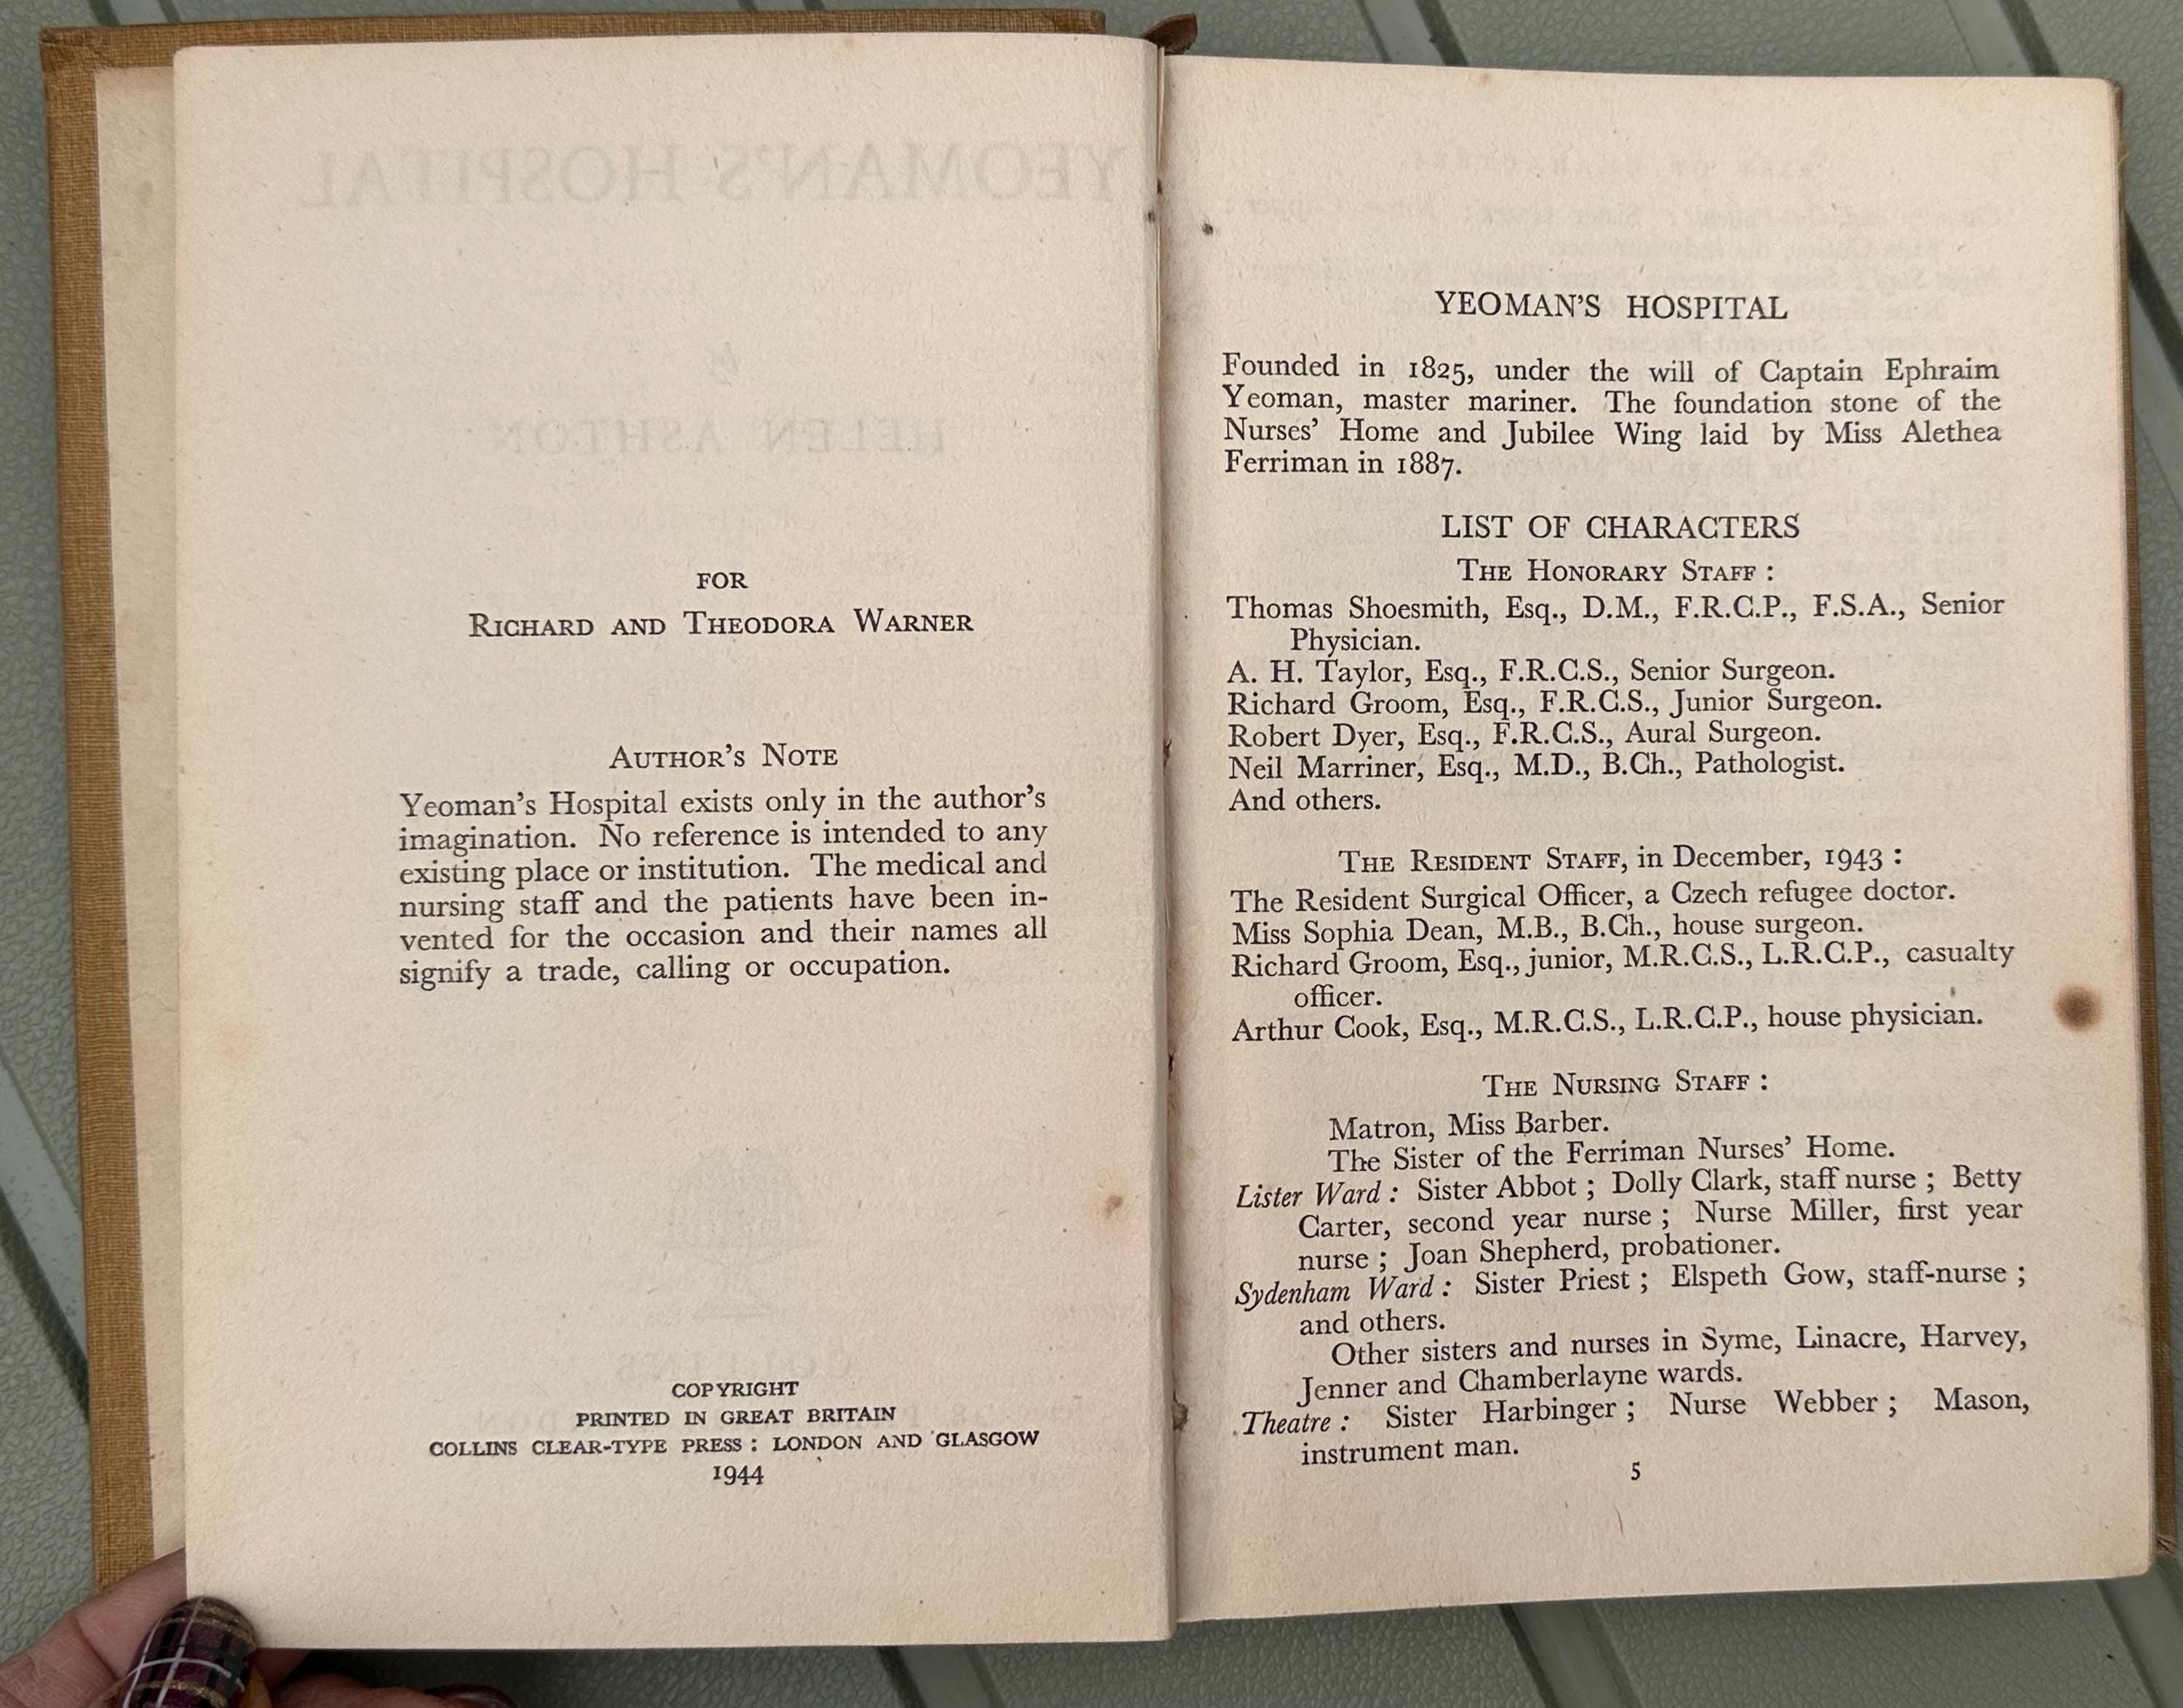 FOR
RICHARD AND THEODORA WARNER
AUTHOR'S NOTE
Yeoman's Hospital exists only in the author's
imagination. No reference is intended to any
existing place or institution. The medical and
nursing staff and the patients have been in-
vented for the occasion and their names all
signify a trade, calling or occupation.
COPYRIGHT
PRINTED IN GREAT BRITAIN
COLLINS CLEAR-TYPE PRESS : LONDON AND GLASGOW
1944
YEOMAN'S HOSPITAL
Founded in 1825, under the will of Captain Ephraim
Yeoman, master mariner. The foundation stone of the
Nurses' Home and Jubilee Wing laid by Miss Alethea
Ferriman in 1887.
LIST OF CHARACTERS
THE HONORARY STAFF :
Thomas Shoesmith, Esq., D.M., F.R.C.P., F.S.A., Senior
Physician.
A. H. Taylor, Esq., F.R.C.S., Senior Surgeon.
Richard Groom, Esq., F.R.C.S., Junior Surgeon.
Robert Dyer, Esq., F.R.C.S., Aural Surgeon.
Neil Marriner, Esq., M.D., B.Ch., Pathologist.
And others.
THE RESIDENT STAFF, in December, 1943 :
The Resident Surgical Officer, a Czech refugee doctor.
Miss Sophia Dean, M.B., B.Ch., house surgeon.
Richard Groom, Esq., junior, M.R.C.S., L.R.C.P., casualty
officer.
Arthur Cook, Esq., M.R.C.S., L.R.C.P., house physician.
THE NURSING STAFF :
Matron, Miss Barber.
The Sister of the Ferriman Nurses' Home.
Lister Ward : Sister Abbot ; Dolly Clark, staff nurse ; Betty
Carter, second year nurse ; Nurse Miller, first year
nurse ; Joan Shepherd, probationer.
Sydenham Ward : Sister Priest ; Elspeth Gow, staff-nurse ;
and others.
Other sisters and nurses in Syme, Linacre, Harvey,
Jenner and Chamberlayne wards.
Theatre : Sister Harbinger ; Nurse Webber ; Mason,
instrument man.
5